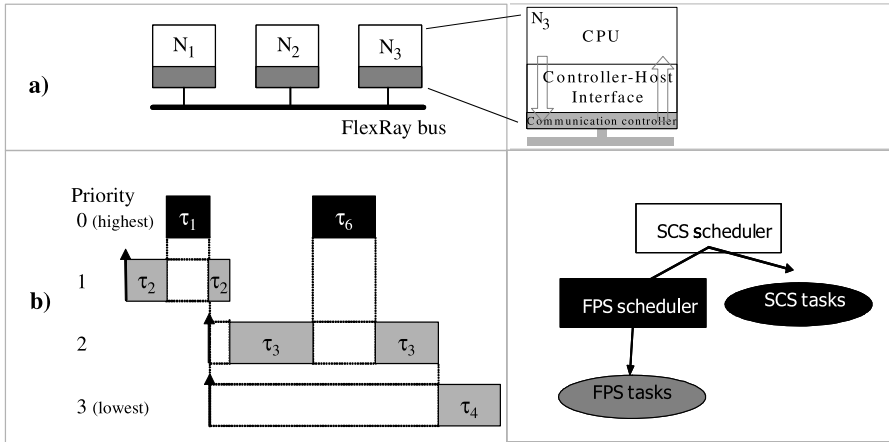 a)
N1
N2
N3
FlexRay bus
N3
CPU
Controller-Host
Interface
Communication controller
b)
Priority
0 (highest)
τ1
τ6
1
τ2
τ2
2
τ3
τ3
3 (lowest)
τ4
SCS scheduler
FPS scheduler
SCS tasks
FPS tasks